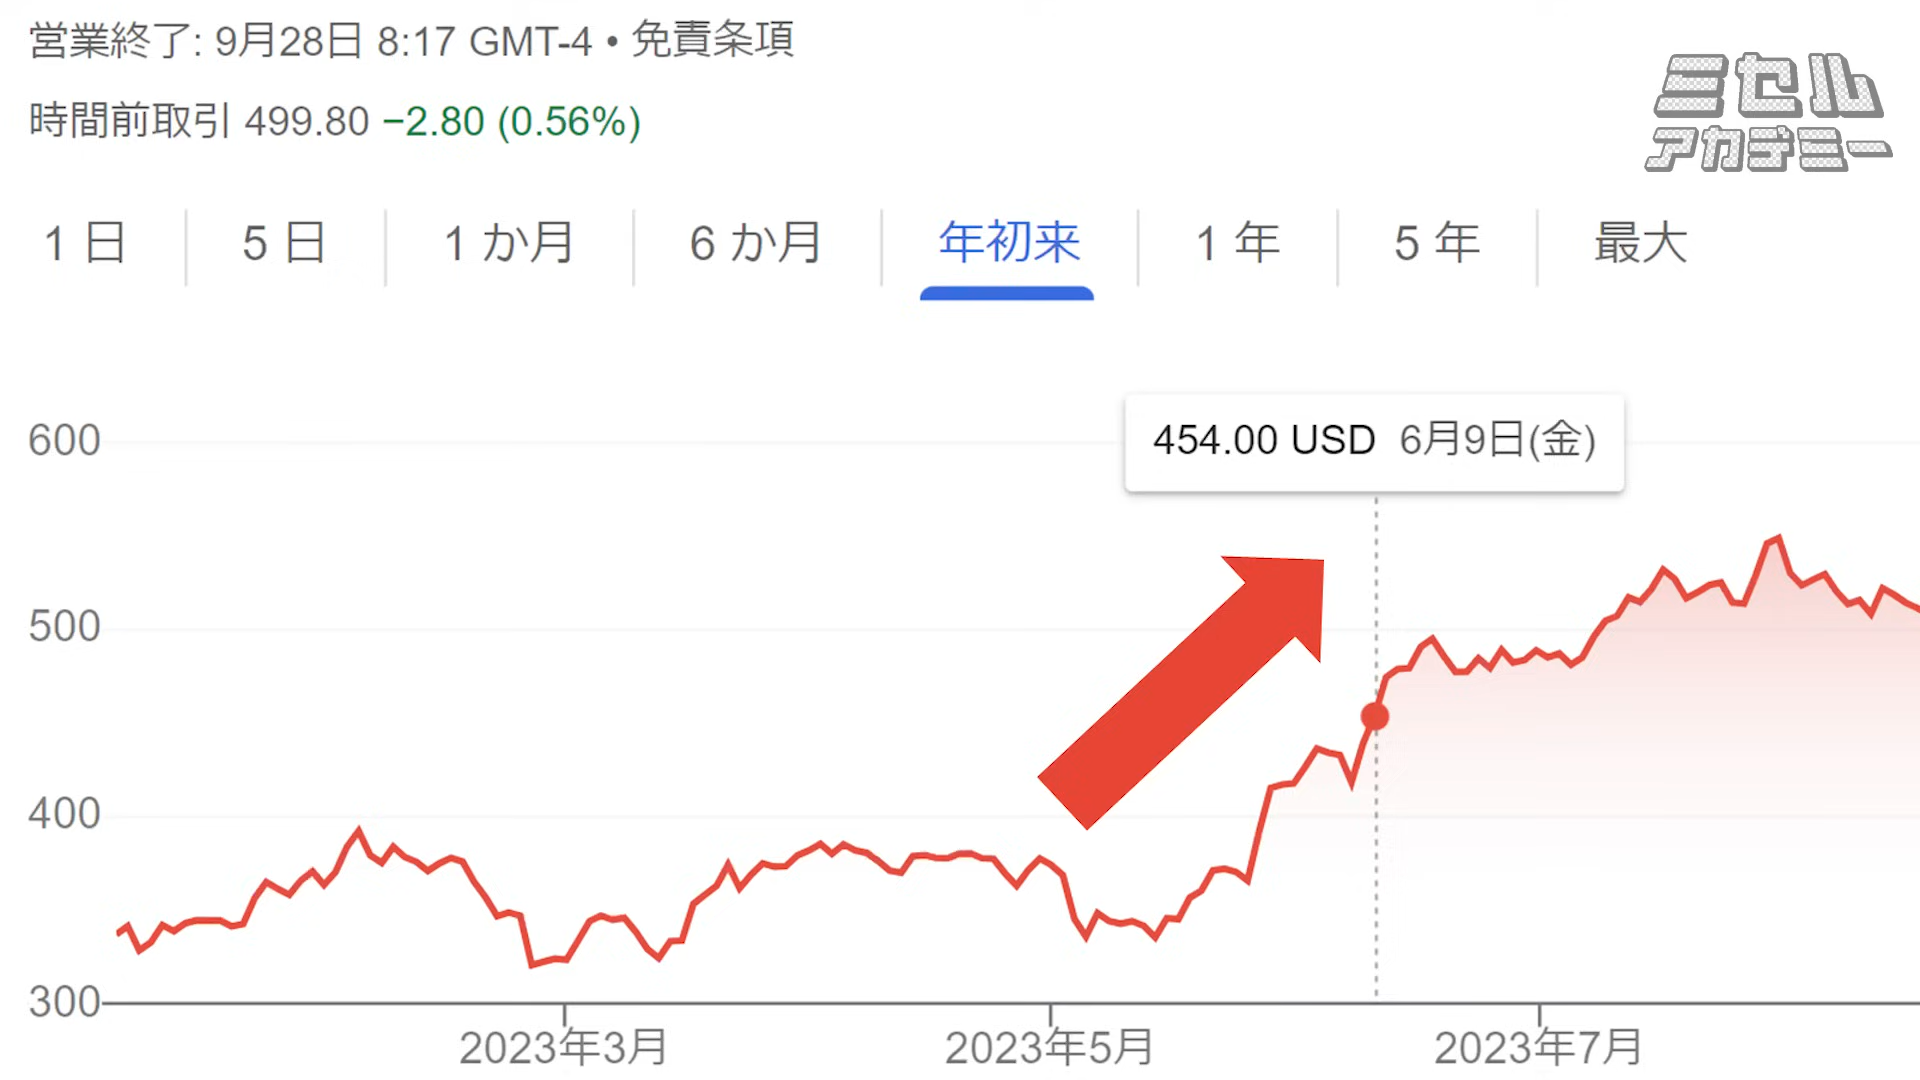 営業終了: 9月28日 8:17 GMT-4 • 免責条項
時間前取引 499.80 −2.80 (0.56%)
ミセル
アカデミー
1 日
5 日
1 か月
6 か月
年初来
1 年
5 年
最大
454.00 USD 6月9日(金)
600
500
400
300
2023年3月
2023年5月
2023年7月